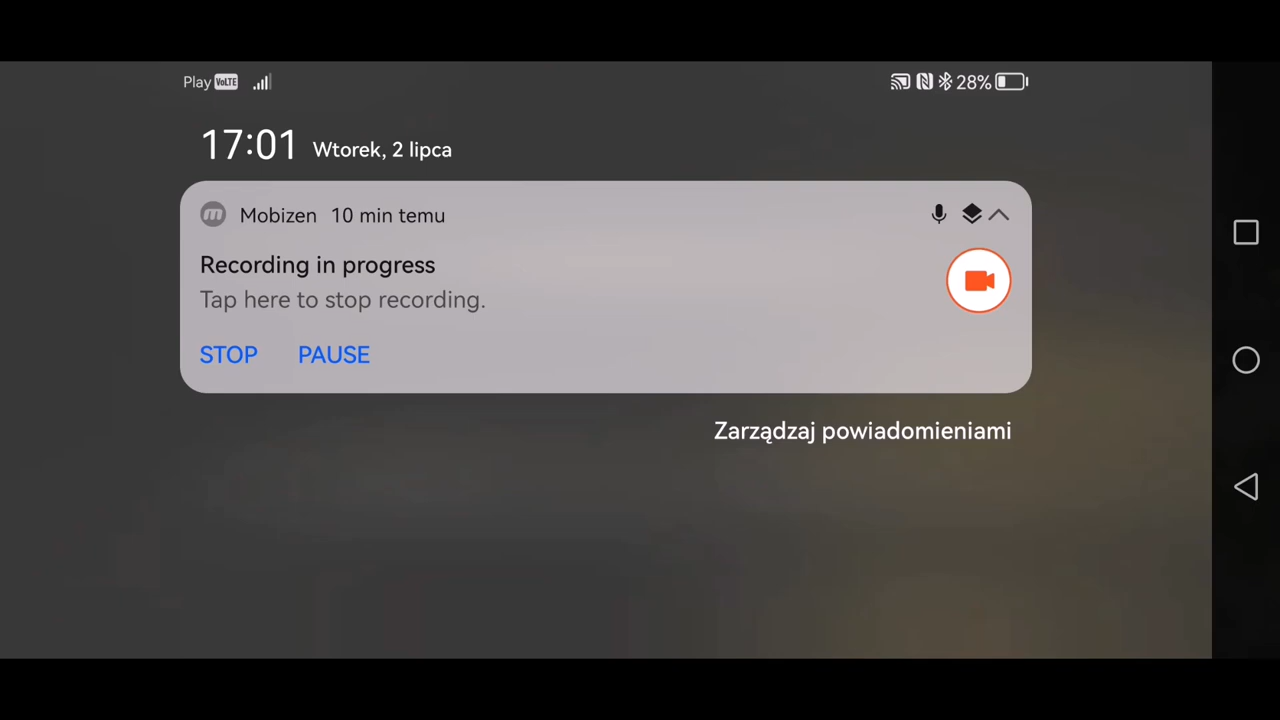 Play VoLTE 28%
17:01 Wtorek, 2 lipca
m Mobizen 10 min temu
Recording in progress
Tap here to stop recording.
STOP PAUSE
Zarządzaj powiadomieniami